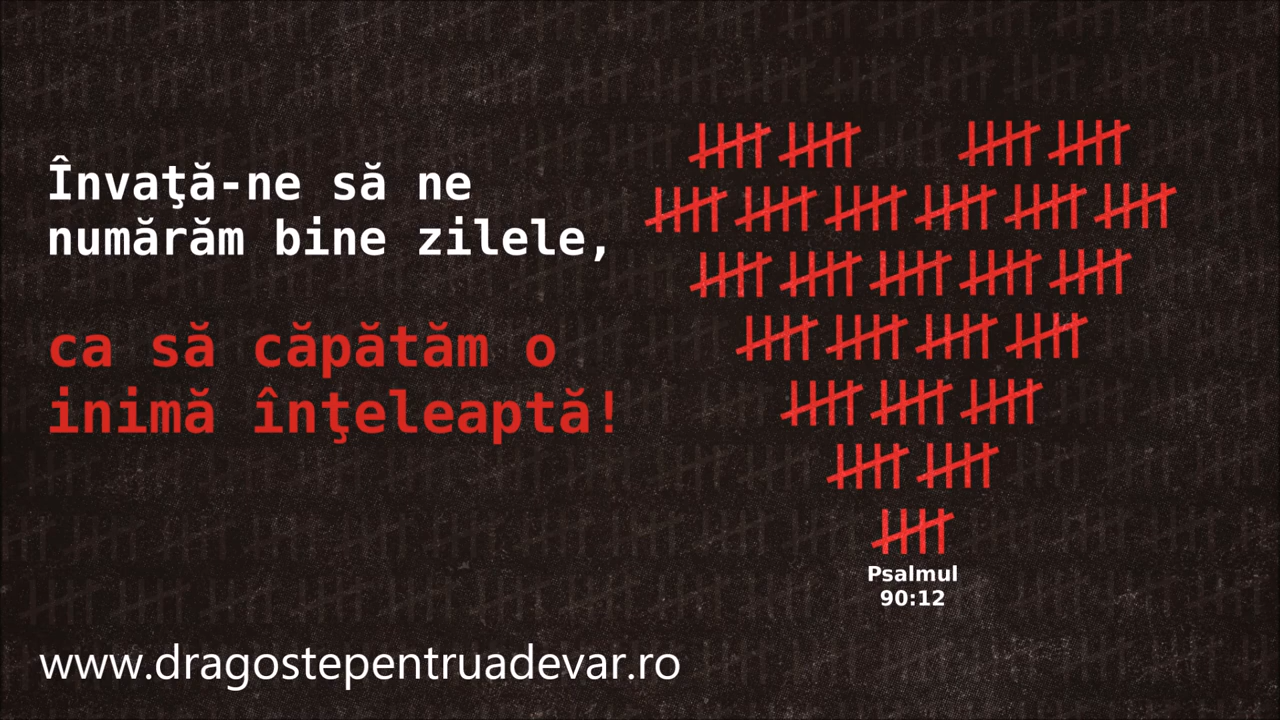 Învaţă-ne să ne
numărăm bine zilele,
ca să căpătăm o
inimă înţeleaptă!
Psalmul
90:12
www.dragostepentruadevar.ro